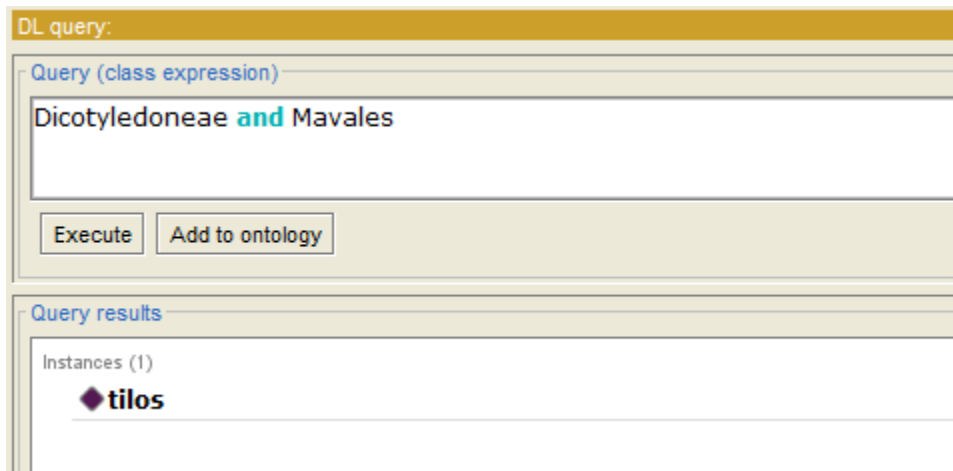 DL query:
Query (class expression)
Dicotyledoneae and Mavales
Execute Add to ontology
Query results
Instances (1)
tilos